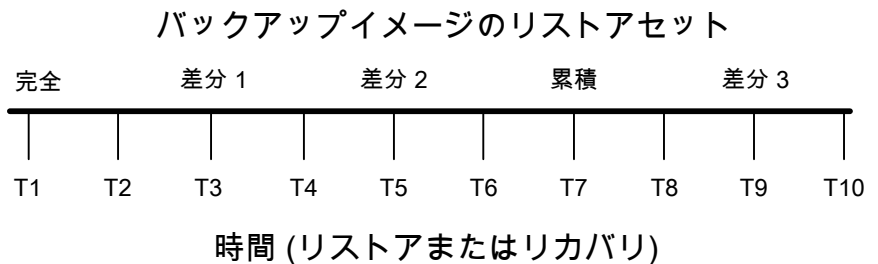 バックアップイメージのリストアセット
完全 差分 1 差分 2 累積 差分 3
T1 T2 T3 T4 T5 T6 T7 T8 T9 T10
時間 (リストアまたはリカバリ)